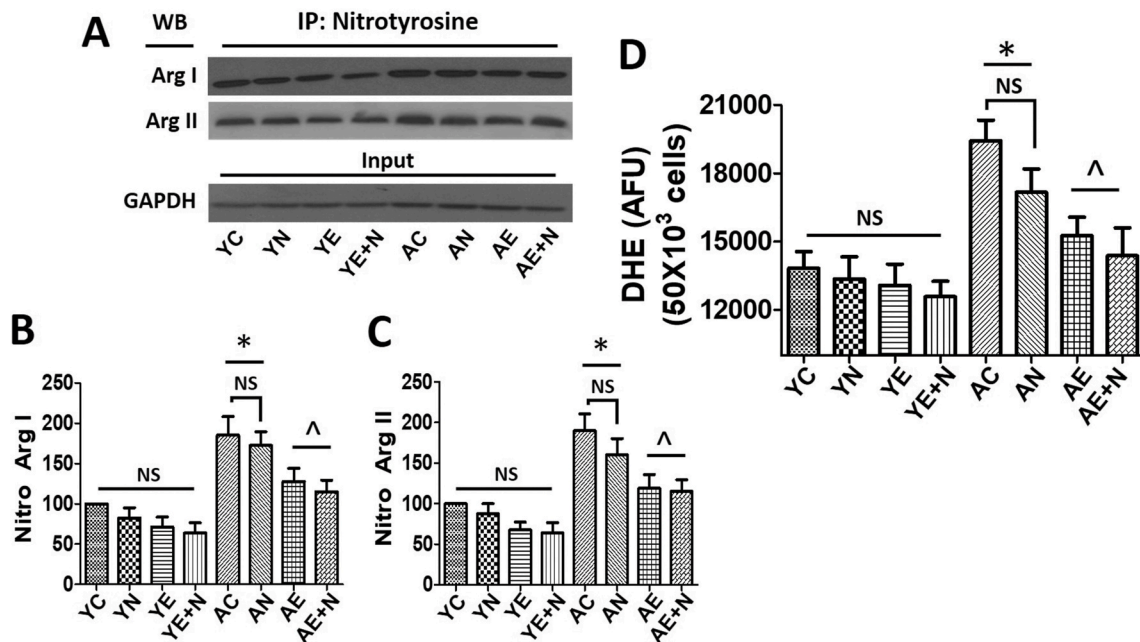 A
WB
IP: Nitrotyrosine
Arg I
Arg II
Input
GAPDH
YC YN YE YE+N AC AN AE AE+N
B
Nitro Arg I
250
200
150
100
50
0
NS
*
NS
^
YC YN YE YE+N AC AN AE AE+N
C
Nitro Arg II
250
200
150
100
50
0
NS
*
NS
^
YC YN YE YE+N AC AN AE AE+N
D
DHE (AFU)
(50X10³ cells)
21000
18000
15000
12000
NS
*
NS
^
YC YN YE YE+N AC AN AE AE+N